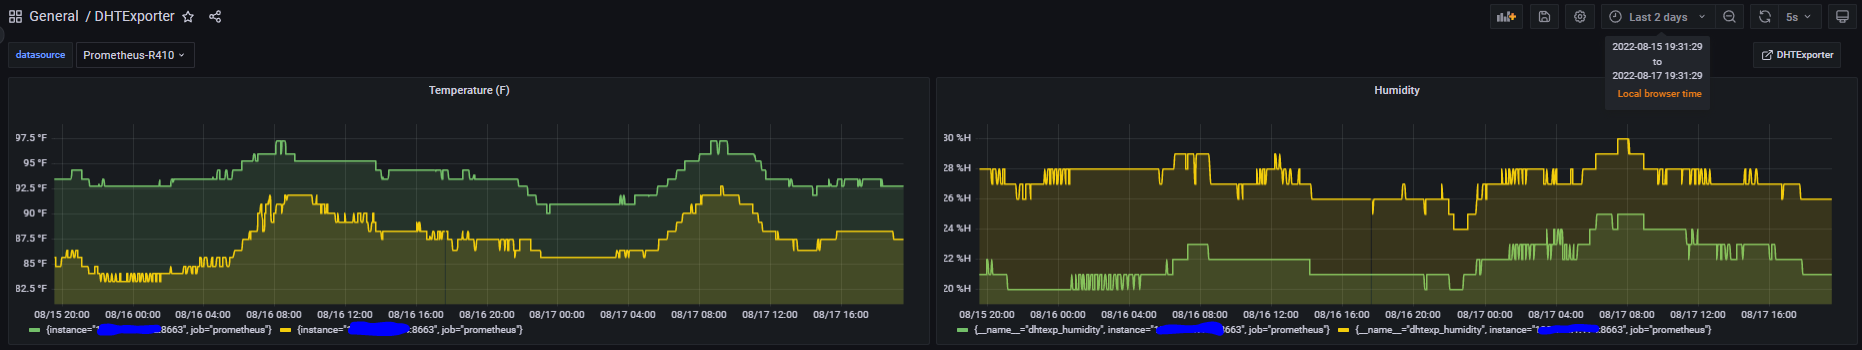 General / DHTExporter
Last 2 days
5s
datasource
Prometheus-R410
2022-08-15 19:31:29
to
2022-08-17 19:31:29
Local browser time
DHTExporter
Temperature (F)
97.5 °F
95 °F
92.5 °F
90 °F
87.5 °F
85 °F
82.5 °F
08/15 20:00 08/16 00:00 08/16 04:00 08/16 08:00 08/16 12:00 08/16 16:00 08/16 20:00 08/17 00:00 08/17 04:00 08/17 08:00 08/17 12:00 08/17 16:00
{instance="1 :8663", job="prometheus"} {instance="1 :8663", job="prometheus"}
Humidity
30 %H
28 %H
26 %H
24 %H
22 %H
20 %H
08/15 20:00 08/16 00:00 08/16 04:00 08/16 08:00 08/16 12:00 08/16 16:00 08/16 20:00 08/17 00:00 08/17 04:00 08/17 08:00 08/17 12:00 08/17 16:00
{__name__="dhtexp_humidity", instance="1 8663", job="prometheus"} {__name__="dhtexp_humidity", instance="1 :8663", job="prometheus"}